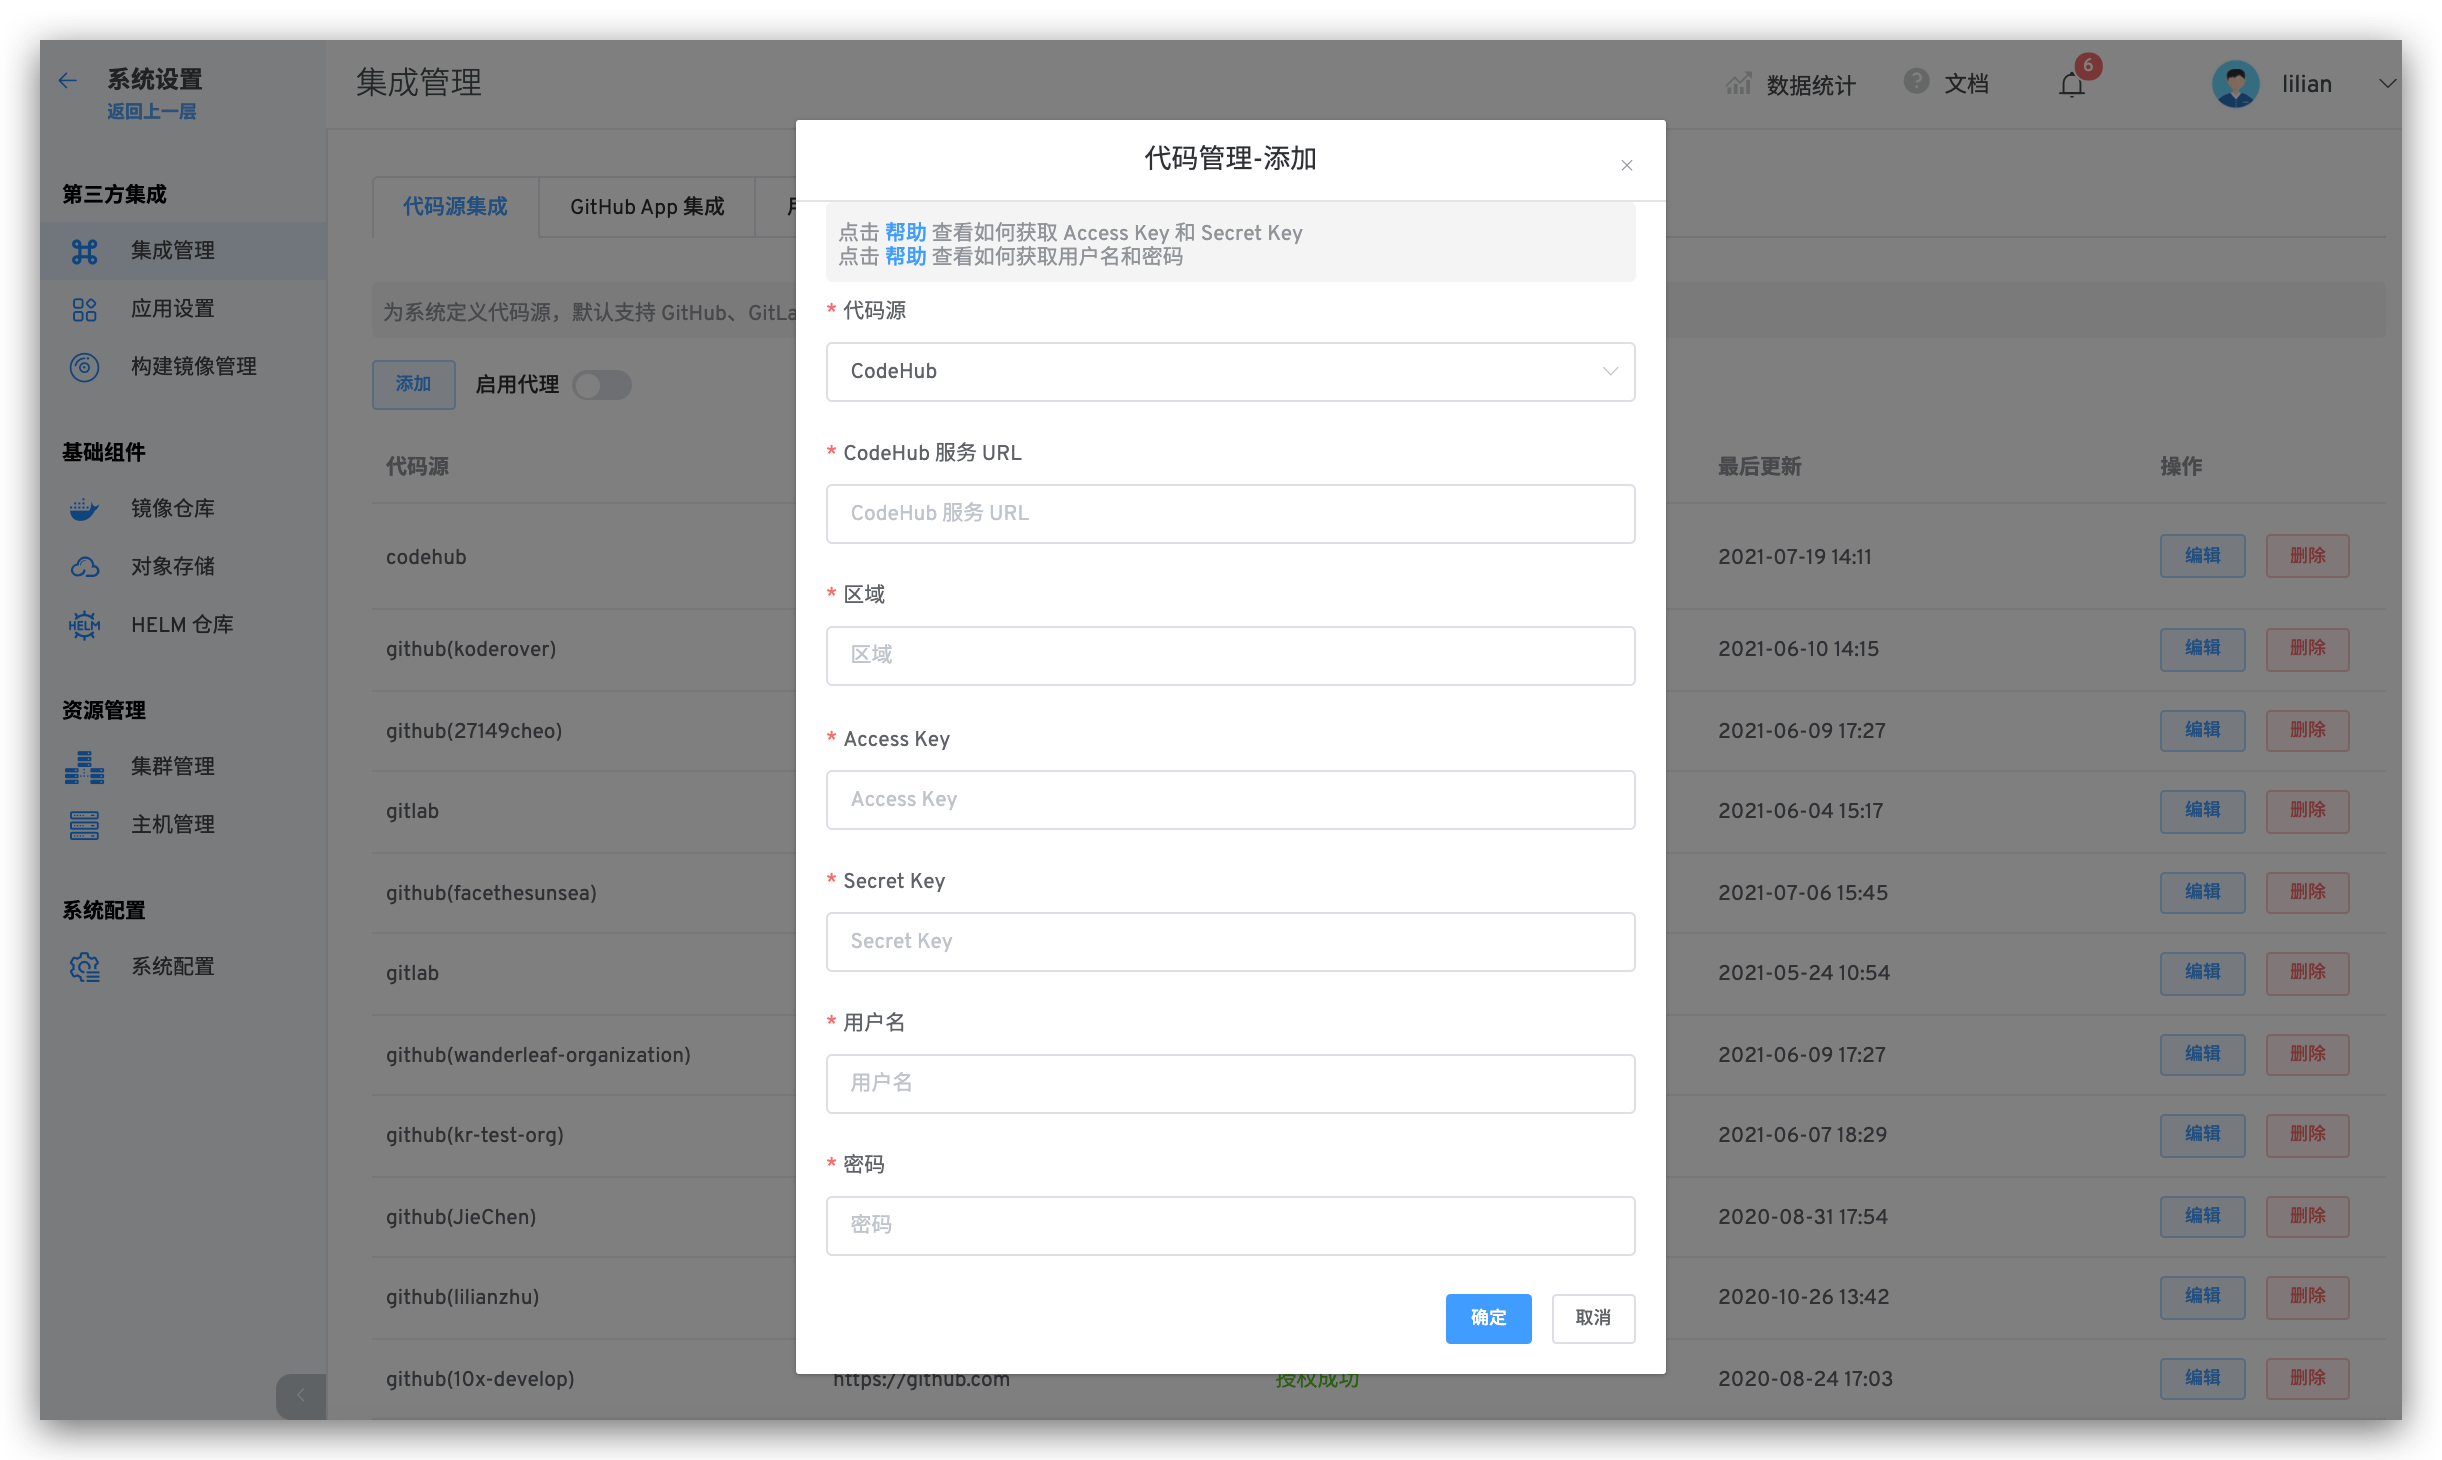 系统设置
返回上一层
第三方集成
集成管理
应用设置
构建镜像管理
基础组件
镜像仓库
对象存储
HELM
HELM 仓库
资源管理
集群管理
主机管理
系统配置
系统配置
集成管理
数据统计
文档
6
lilian
代码源集成
GitHub App 集成
为系统定义代码源，默认支持 GitHub、GitLa
添加
启用代理
代码源
最后更新
操作
codehub
2021-07-19 14:11
编辑
删除
github(koderover)
2021-06-10 14:15
编辑
删除
github(27149cheo)
2021-06-09 17:27
编辑
删除
gitlab
2021-06-04 15:17
编辑
删除
github(facethesunsea)
2021-07-06 15:45
编辑
删除
gitlab
2021-05-24 10:54
编辑
删除
github(wanderleaf-organization)
2021-06-09 17:27
编辑
删除
github(kr-test-org)
2021-06-07 18:29
编辑
删除
github(JieChen)
2020-08-31 17:54
编辑
删除
github(lilianzhu)
2020-10-26 13:42
编辑
删除
github(10x-develop)
https://github.com
授权成功
2020-08-24 17:03
编辑
删除
代码管理-添加
点击 帮助 查看如何获取 Access Key 和 Secret Key
点击 帮助 查看如何获取用户名和密码
* 代码源
CodeHub
* CodeHub 服务 URL
CodeHub 服务 URL
* 区域
区域
* Access Key
Access Key
* Secret Key
Secret Key
* 用户名
用户名
* 密码
密码
确定
取消